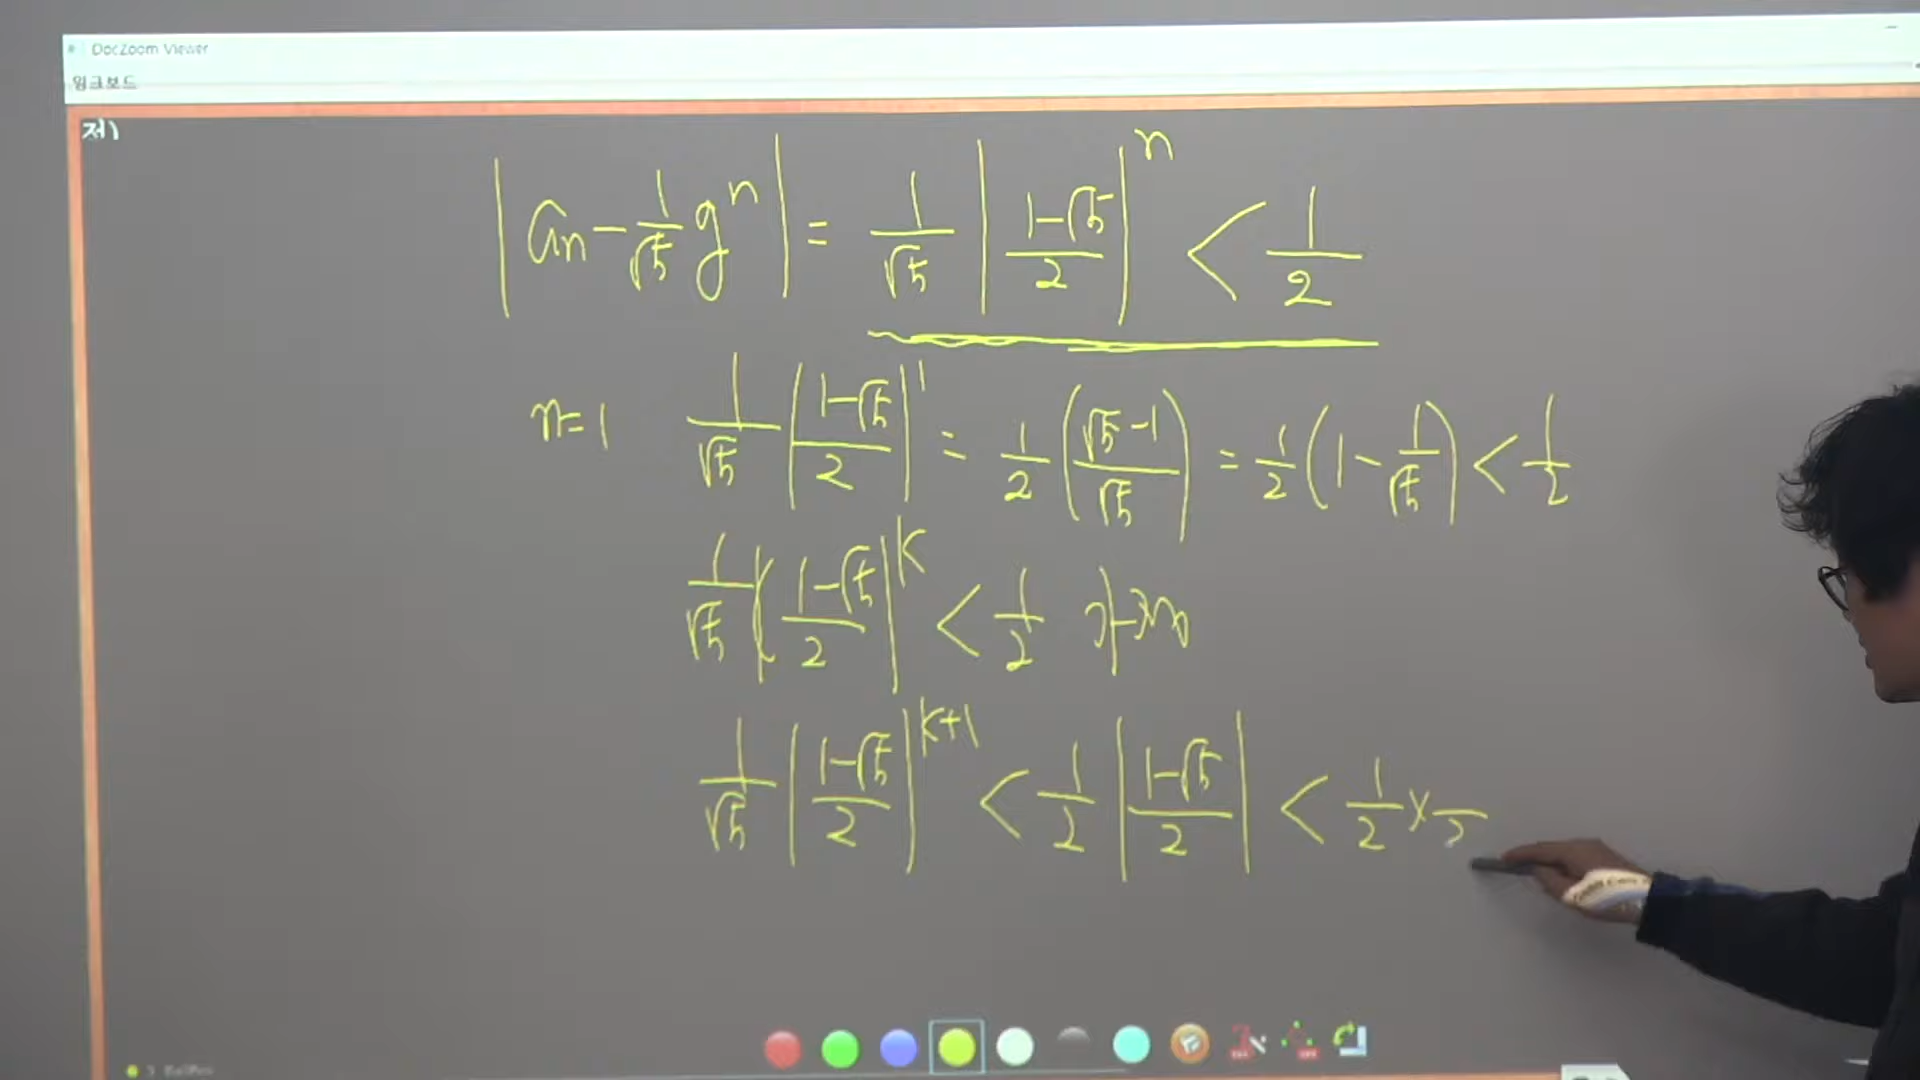 DocZoom Viewer
잉크보드
저)
|aₙ − 1/√5 gⁿ| = 1/√5 |(1−√5)/2|ⁿ < 1/2
n=1 1/√5 |(1−√5)/2|¹ = 1/2 ((√5−1)/√5) = 1/2 (1 − 1/√5) < 1/2
1/√5 |(1−√5)/2|ᵏ < 1/2 가정
1/√5 |(1−√5)/2|ᵏ⁺¹ < 1/2 |(1−√5)/2| < 1/2 × /2